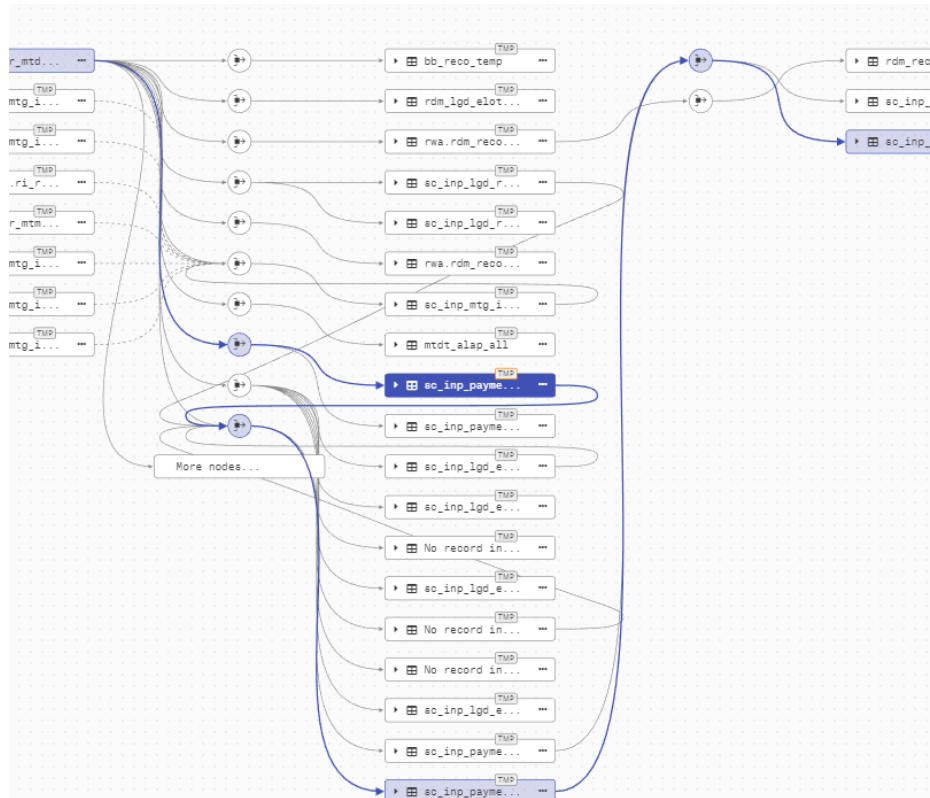 r_mtd... ...
TMP
mtg_i... ...
TMP
mtg_i... ...
TMP
.ri_r... ...
TMP
r_mtm... ...
TMP
mtg_i... ...
TMP
mtg_i... ...
TMP
mtg_i... ...
More nodes...
TMP
bb_reco_temp ...
TMP
rdm_lgd_elot... ...
TMP
rwa.rdm_reco... ...
TMP
sc_inp_lgd_r... ...
TMP
sc_inp_lgd_r... ...
TMP
rwa.rdm_reco... ...
TMP
sc_inp_mtg_i... ...
TMP
mtdt_alap_all ...
TMP
sc_inp_payme... ...
TMP
sc_inp_payme... ...
TMP
sc_inp_lgd_e... ...
TMP
sc_inp_lgd_e... ...
TMP
No record in... ...
TMP
sc_inp_lgd_e... ...
TMP
No record in... ...
TMP
No record in... ...
TMP
sc_inp_lgd_e... ...
TMP
sc_inp_payme... ...
TMP
sc_inp_payme... ...
rdm_rec
sc_inp_
sc_inp_